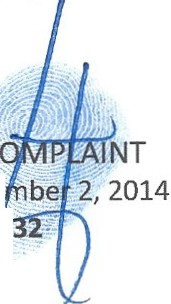 OMPLAINT
mber 2, 2014
32